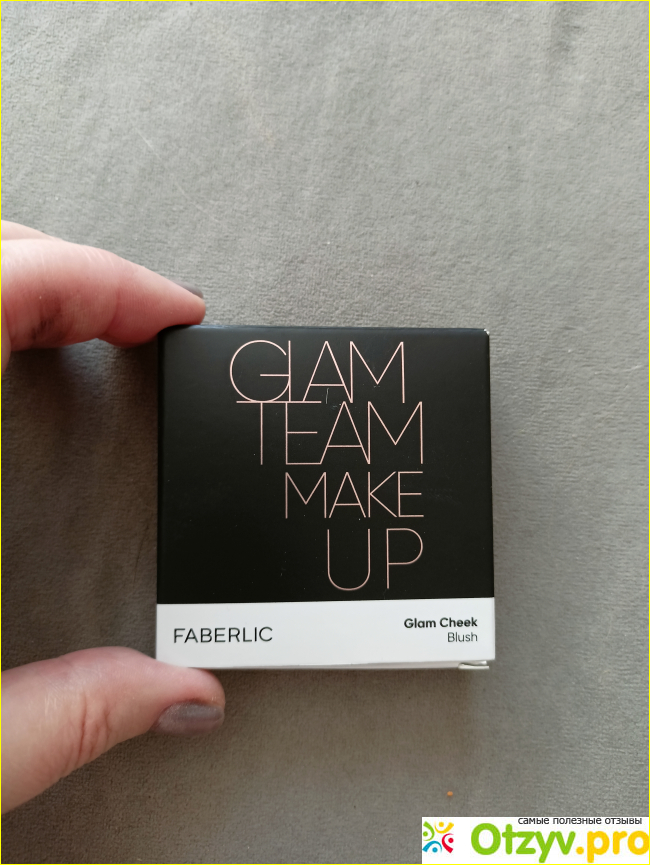 GLAM
TEAM
MAKE
UP
FABERLIC
Glam Cheek
Blush
самые полезные отзывы
Otzyv.pro